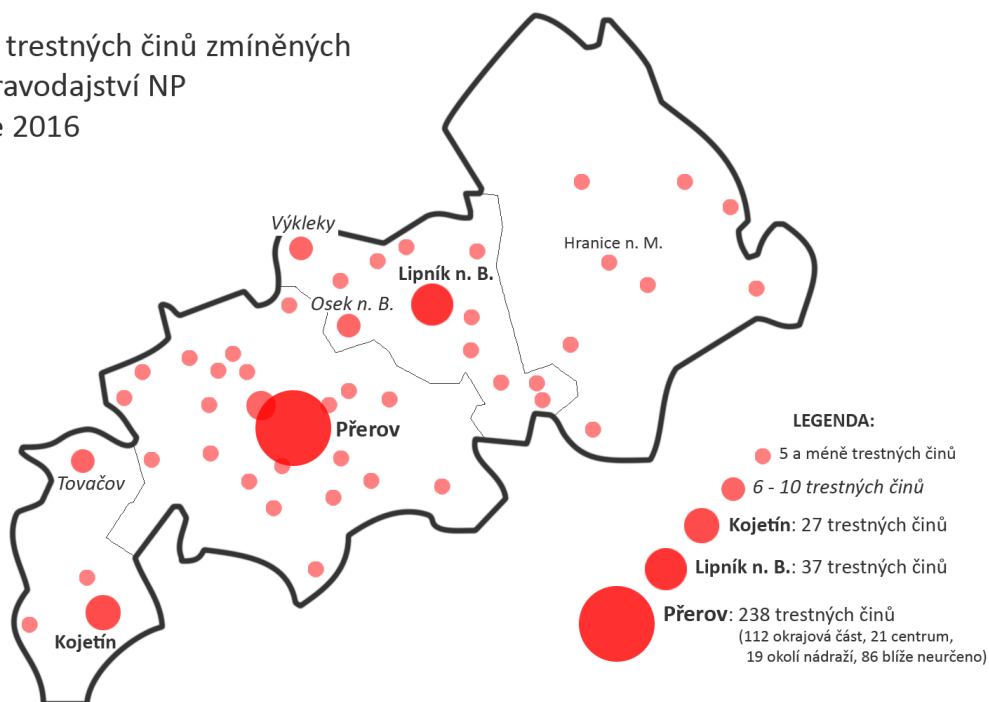 trestných činů zmíněných
ravodajství NP
e 2016
Výkleky
Hranice n. M.
Lipník n. B.
Osek n. B.
Přerov
Tovačov
Kojetín
LEGENDA:
5 a méně trestných činů
6 - 10 trestných činů
Kojetín: 27 trestných činů
Lipník n. B.: 37 trestných činů
Přerov: 238 trestných činů
(112 okrajová část, 21 centrum,
19 okolí nádraží, 86 blíže neurčeno)